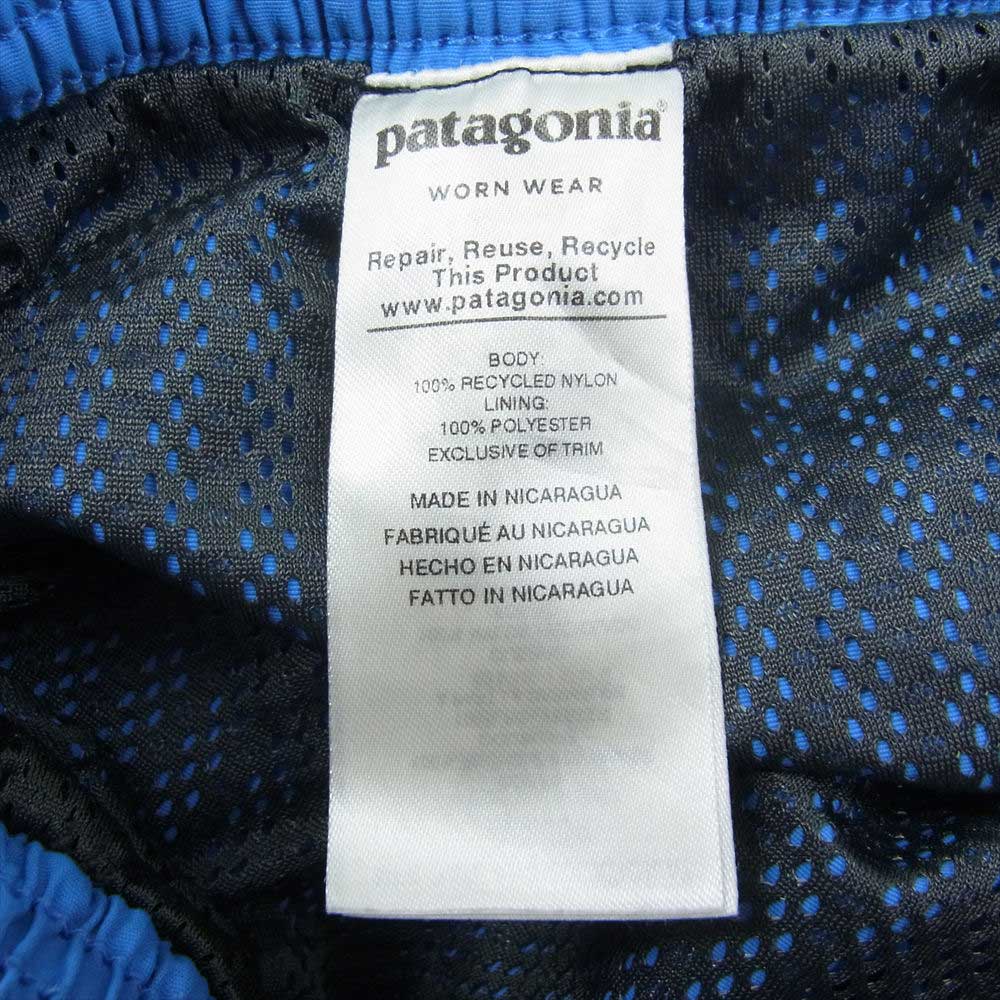 patagonia®
WORN WEAR
Repair, Reuse, Recycle
This Product
www.patagonia.com
BODY:
100% RECYCLED NYLON
LINING:
100% POLYESTER
EXCLUSIVE OF TRIM
MADE IN NICARAGUA
FABRIQUÉ AU NICARAGUA
HECHO EN NICARAGUA
FATTO IN NICARAGUA